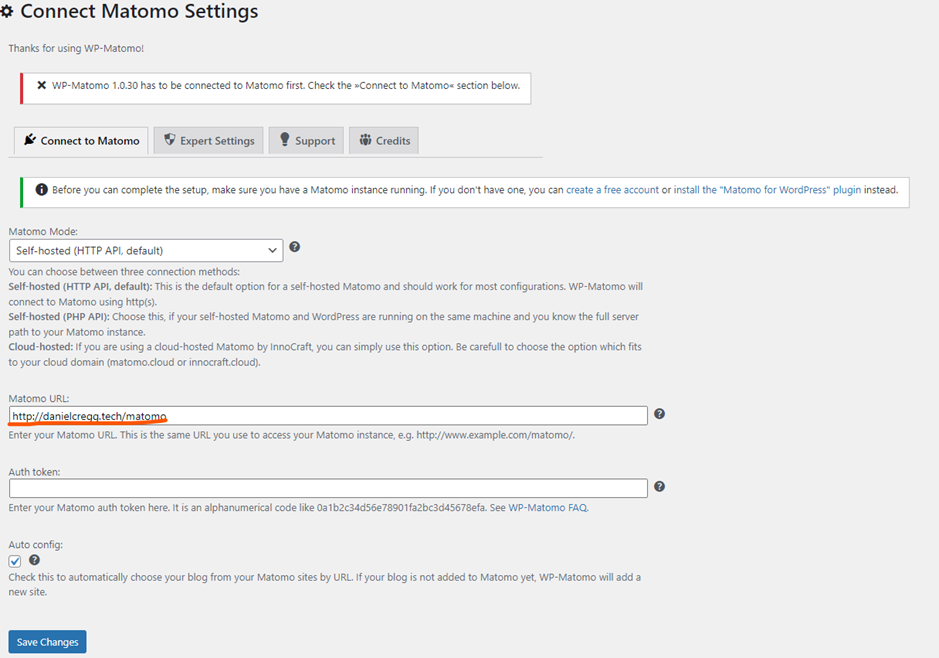 Connect Matomo Settings
Thanks for using WP-Matomo!
WP-Matomo 1.0.30 has to be connected to Matomo first. Check the »Connect to Matomo« section below.
Connect to Matomo
Expert Settings
Support
Credits
Before you can complete the setup, make sure you have a Matomo instance running. If you don't have one, you can create a free account or install the "Matomo for WordPress" plugin instead.
Matomo Mode:
Self-hosted (HTTP API, default)
You can choose between three connection methods:
Self-hosted (HTTP API, default): This is the default option for a self-hosted Matomo and should work for most configurations. WP-Matomo will
connect to Matomo using http(s).
Self-hosted (PHP API): Choose this, if your self-hosted Matomo and WordPress are running on the same machine and you know the full server
path to your Matomo instance.
Cloud-hosted: If you are using a cloud-hosted Matomo by InnoCraft, you can simply use this option. Be carefull to choose the option which fits
to your cloud domain (matomo.cloud or innocraft.cloud).
Matomo URL:
http://danielcregg.tech/matomo
Enter your Matomo URL. This is the same URL you use to access your Matomo instance, e.g. http://www.example.com/matomo/.
Auth token:
Enter your Matomo auth token here. It is an alphanumerical code like 0a1b2c34d56e78901fa2bc3d45678efa. See WP-Matomo FAQ.
Auto config:
Check this to automatically choose your blog from your Matomo sites by URL. If your blog is not added to Matomo yet, WP-Matomo will add a
new site.
Save Changes